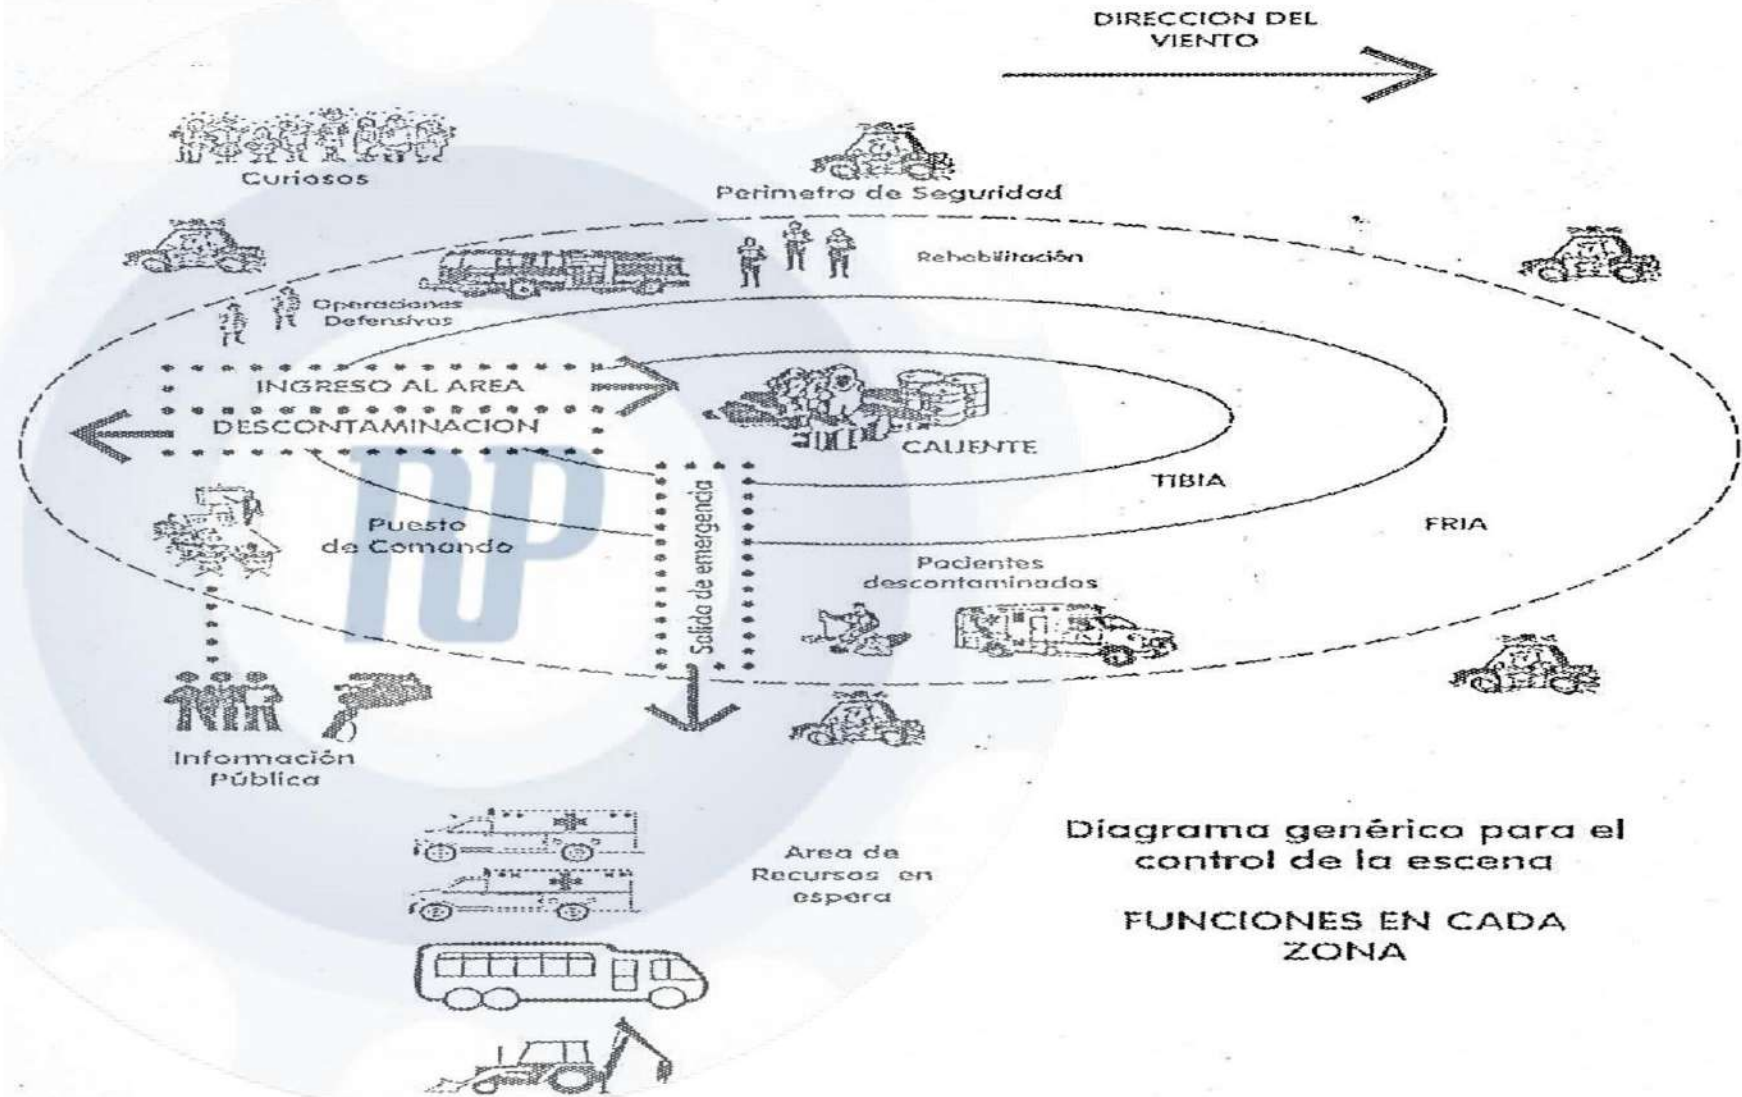 DIRECCION DEL
VIENTO
Curiosos
Perimetro de Seguridad
Rehabilitación
Operaciones
Defensivas
INGRESO AL AREA
DESCONTAMINACION
CALIENTE
TIBIA
FRIA
Puesto
de Comando
Salida de emergencia
Pacientes
descontaminados
Información
Pública
Area de
Recursos en
espera
Diagrama genérico para el
control de la escena
FUNCIONES EN CADA
ZONA